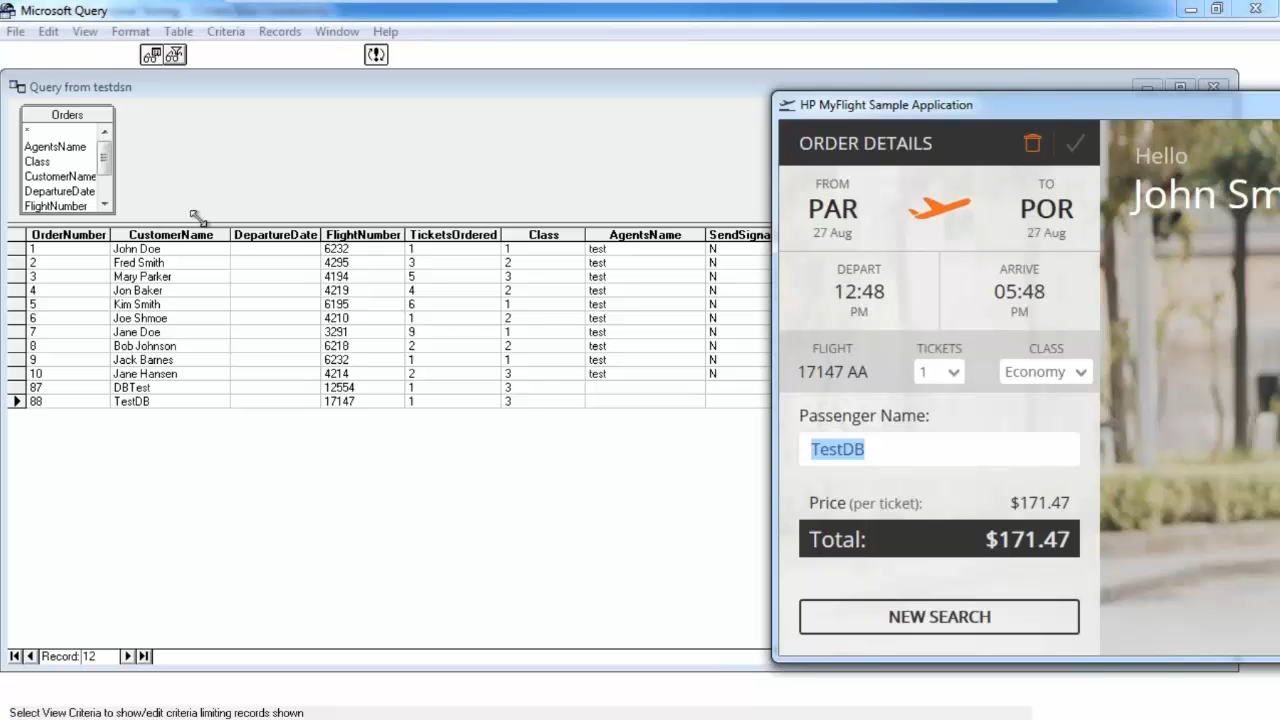 Microsoft Query
File Edit View Format Table Criteria Records Window Help
Query from testdsn
Orders
*
AgentsName
Class
CustomerName
DepartureDate
FlightNumber
OrderNumber CustomerName DepartureDate FlightNumber TicketsOrdered Class AgentsName SendSigna
1 John Doe 6232 1 1 test N
2 Fred Smith 4295 3 2 test N
3 Mary Parker 4194 5 3 test N
4 Jon Baker 4219 4 2 test N
5 Kim Smith 6195 6 1 test N
6 Joe Shmoe 4210 1 2 test N
7 Jane Doe 3291 9 1 test N
8 Bob Johnson 6218 2 2 test N
9 Jack Barnes 6232 1 1 test N
10 Jane Hansen 4214 2 3 test N
87 DBTest 12554 1 3
88 TestDB 17147 1 3
Record: 12
Select View Criteria to show/edit criteria limiting records shown
HP MyFlight Sample Application
ORDER DETAILS
FROM TO
PAR POR
27 Aug 27 Aug
DEPART ARRIVE
12:48 05:48
PM PM
FLIGHT TICKETS CLASS
17147 AA 1 Economy
Passenger Name:
TestDB
Price (per ticket): $171.47
Total: $171.47
NEW SEARCH
Hello
John Sm